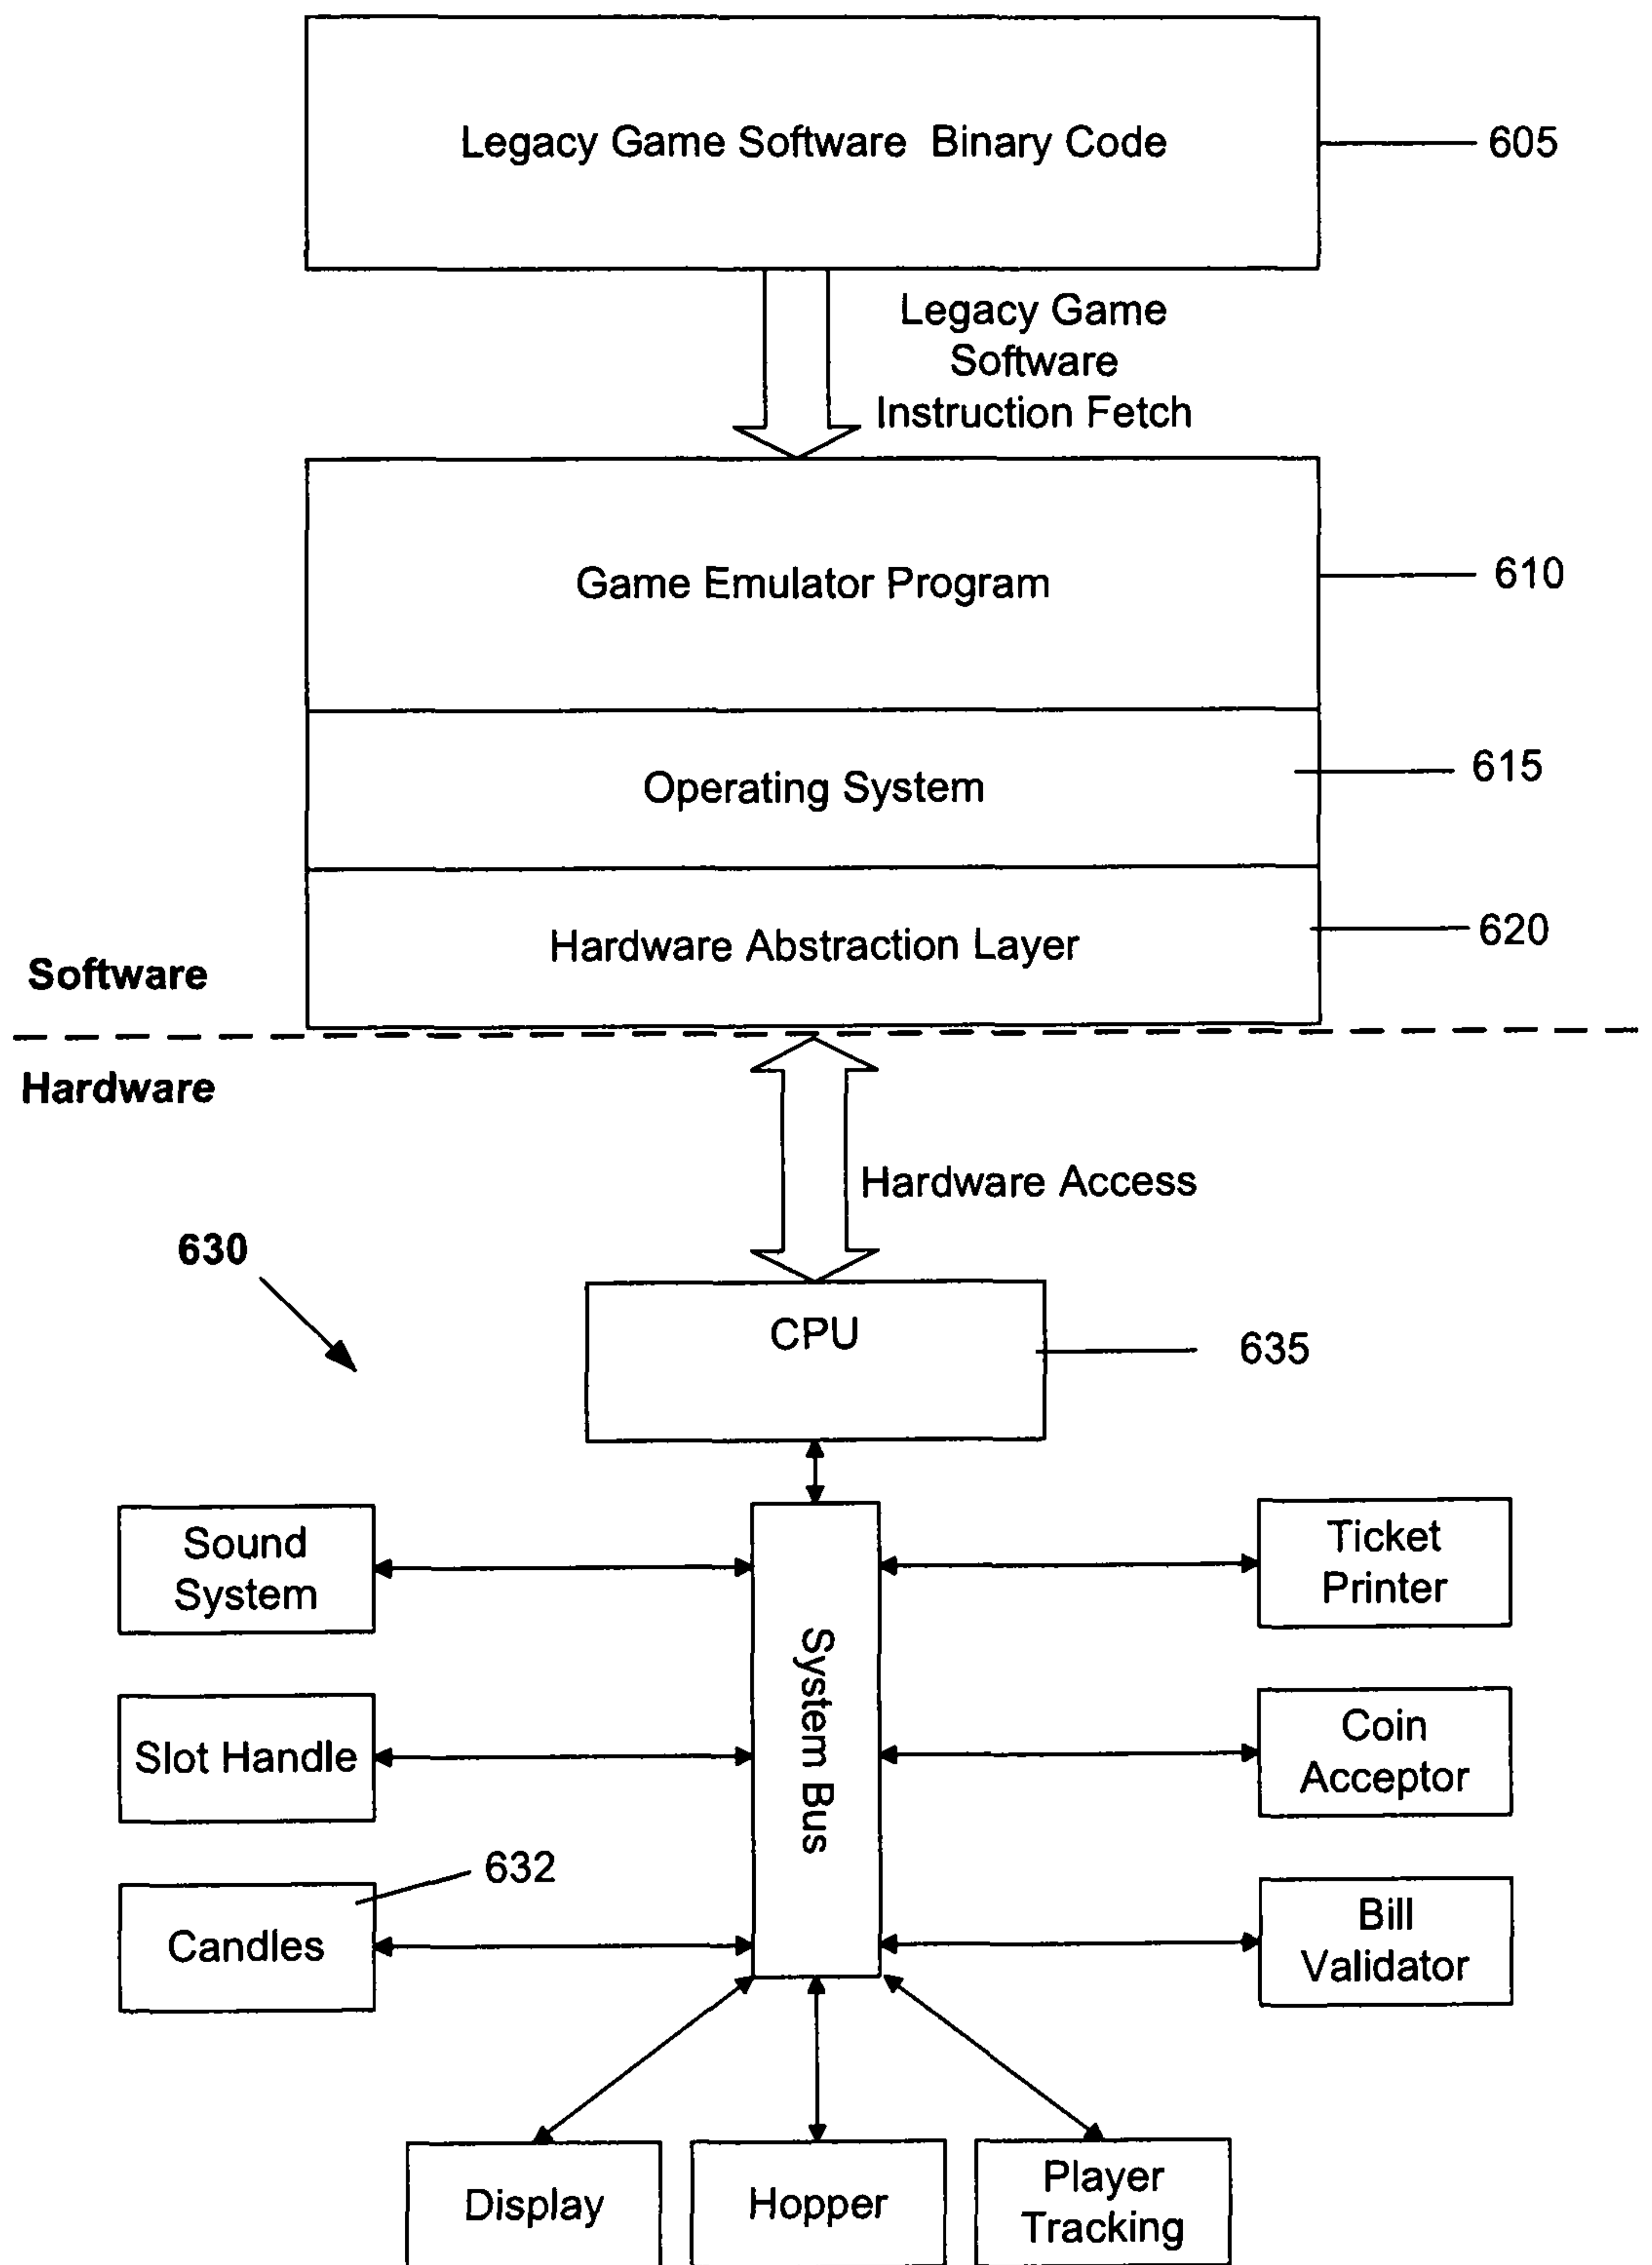 Legacy Game Software Binary Code
605
Legacy Game
Software
Instruction Fetch
Game Emulator Program
610
Operating System
615
Hardware Abstraction Layer
620
Software
Hardware
Hardware Access
630
CPU
635
Sound
System
Ticket
Printer
System Bus
Slot Handle
Coin
Acceptor
632
Candles
Bill
Validator
Display
Hopper
Player
Tracking